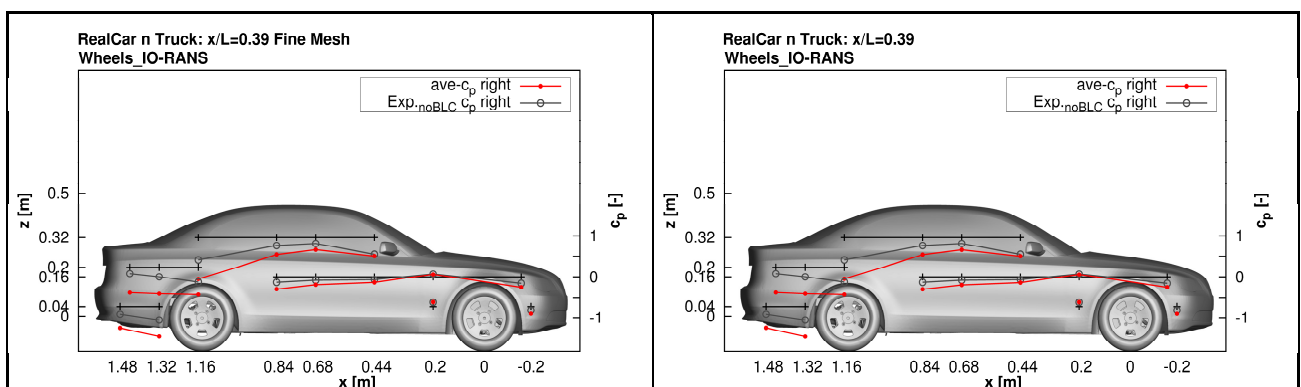 RealCar n Truck: x/L=0.39 Fine Mesh
Wheels_IO-RANS
ave-cp right
Exp.noBLC cp right
z [m]
0.5
0.32
0.2
0.16
0.04
0
cp [-]
1
0
-1
1.48 1.32 1.16 0.84 0.68 0.44 0.2 0 -0.2
x [m]
RealCar n Truck: x/L=0.39
Wheels_IO-RANS
ave-cp right
Exp.noBLC cp right
z [m]
0.5
0.32
0.2
0.16
0.04
0
cp [-]
1
0
-1
1.48 1.32 1.16 0.84 0.68 0.44 0.2 0 -0.2
x [m]